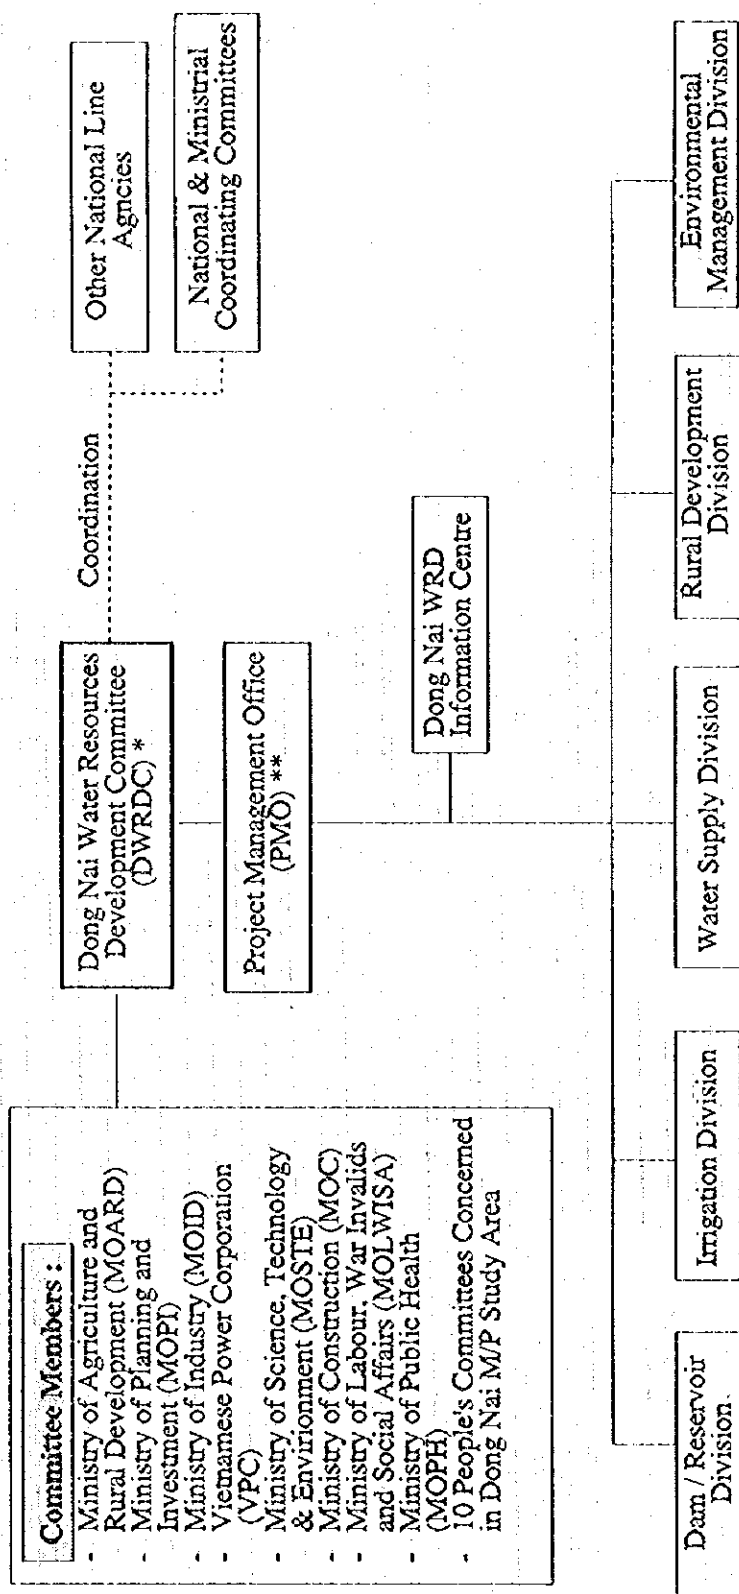 Committee Members :
- Ministry of Agriculture and
Rural Development (MOARD)
- Ministry of Planning and
Investment (MOPI)
- Ministry of Industry (MOID)
- Vietnamese Power Corporation
(VPC)
- Ministry of Science, Technology
& Envirionment (MOSTE)
- Ministry of Construction (MOC)
- Ministry of Labour, War Invalids
and Social Affairs (MOLWISA)
- Ministry of Public Health
(MOPH)
- 10 People's Committees Concerned
in Dong Nai M/P Study Area
Dong Nai Water Resources
Development Committee
(DWRDC) *
Coordination
Other National Line
Agncies
National & Ministrial
Coordinating Committees
Project Management Office
(PMO) **
Dong Nai WRD
Information Centre
Dam / Reservoir
Division
Irrigation Division
Water Supply Division
Rural Development
Division
Environmental
Management Division